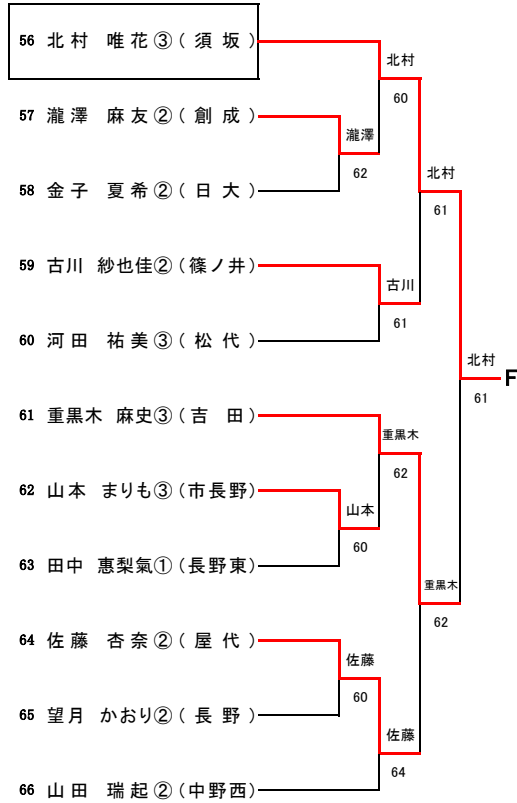 56 北村 唯花③(須坂)
北村
60
57 瀧澤 麻友②(創成)
瀧澤
62
58 金子 夏希②(日大)
北村
61
59 古川 紗也佳②(篠ノ井)
古川
61
60 河田 祐美③(松代)
北村
61
F
61 重黒木 麻史③(吉田)
重黒木
62
62 山本 まりも③(市長野)
山本
60
63 田中 惠梨氣①(長野東)
重黒木
62
64 佐藤 杏奈②(屋代)
佐藤
60
65 望月 かおり②(長野)
佐藤
64
66 山田 瑞起②(中野西)